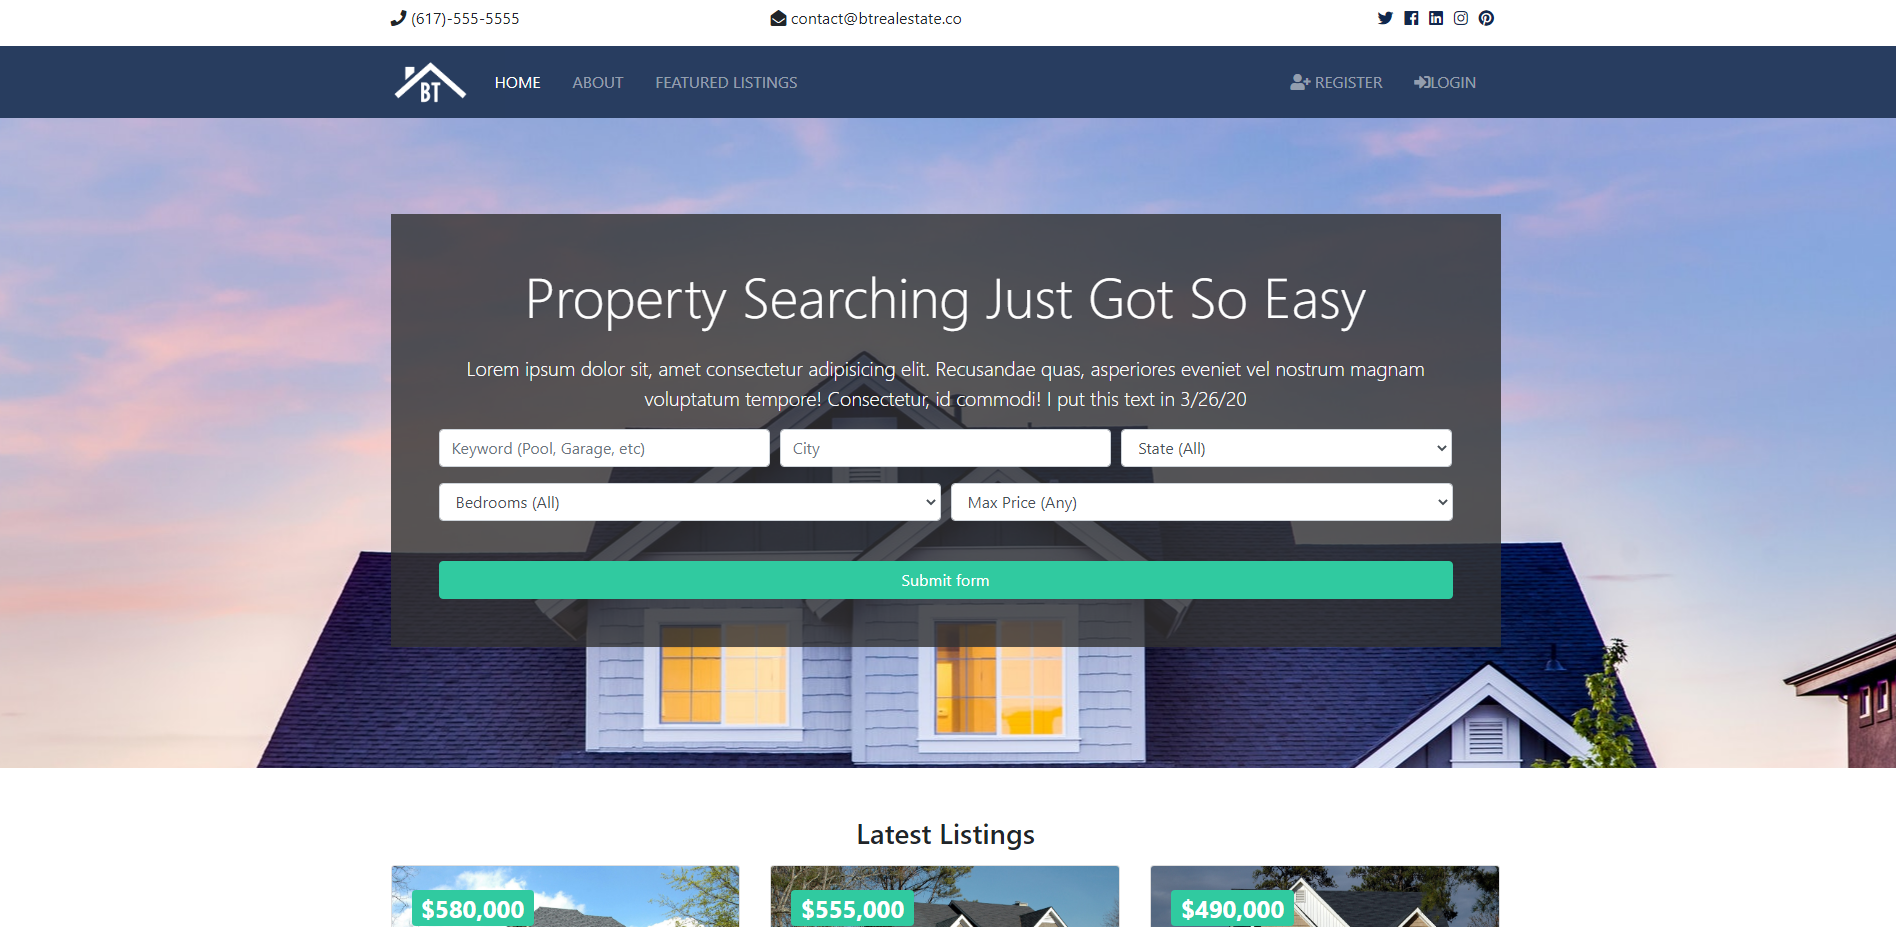 (617)-555-5555
contact@btrealestate.co
BT
HOME
ABOUT
FEATURED LISTINGS
REGISTER
LOGIN
Property Searching Just Got So Easy
Lorem ipsum dolor sit, amet consectetur adipisicing elit. Recusandae quas, asperiores eveniet vel nostrum magnam
voluptatum tempore! Consectetur, id commodi! I put this text in 3/26/20
Keyword (Pool, Garage, etc)
City
State (All)
Bedrooms (All)
Max Price (Any)
Submit form
Latest Listings
$580,000
$555,000
$490,000